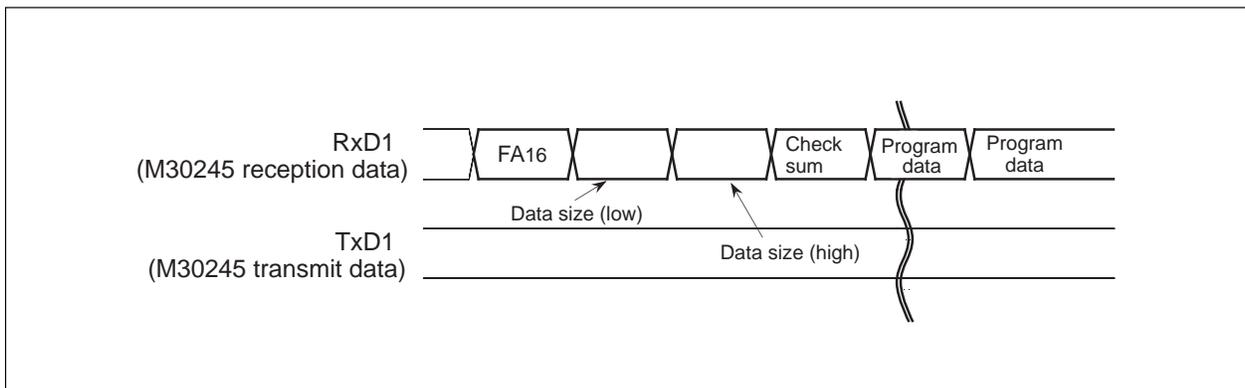 RxD1
(M30245 reception data)
FA16
Check
sum
Program
data
Program
data
Data size (low)
Data size (high)
TxD1
(M30245 transmit data)